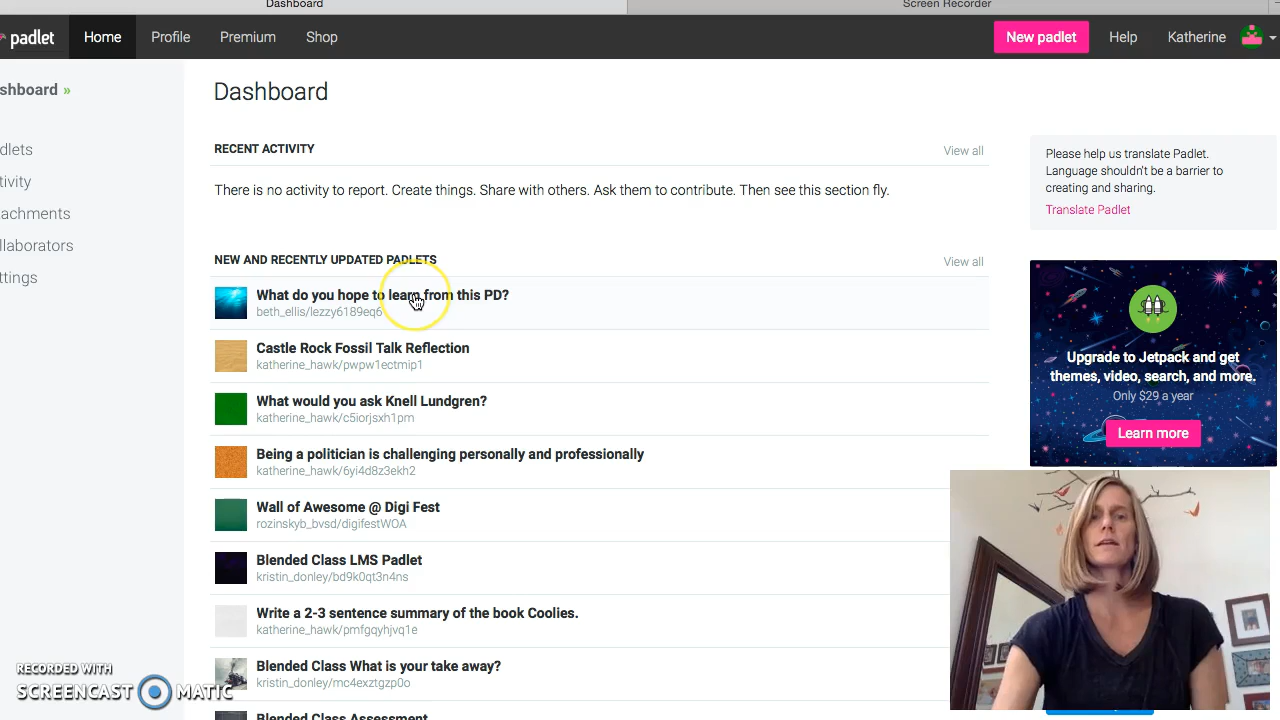 Dashboard
Screen Recorder
padlet
Home
Profile
Premium
Shop
New padlet
Help
Katherine
shboard »
dlets
tivity
tachments
llaborators
ttings
Dashboard
RECENT ACTIVITY
View all
There is no activity to report. Create things. Share with others. Ask them to contribute. Then see this section fly.
NEW AND RECENTLY UPDATED PADLETS
View all
What do you hope to learn from this PD?
beth_ellis/lezzy6189eq6
Castle Rock Fossil Talk Reflection
katherine_hawk/pwpw1ectmip1
What would you ask Knell Lundgren?
katherine_hawk/c5iorjsxh1pm
Being a politician is challenging personally and professionally
katherine_hawk/6yi4d8z3ekh2
Wall of Awesome @ Digi Fest
rozinskyb_bvsd/digifestWOA
Blended Class LMS Padlet
kristin_donley/bd9k0qt3n4ns
Write a 2-3 sentence summary of the book Coolies.
katherine_hawk/pmfgqyhjvq1e
Blended Class What is your take away?
kristin_donley/mc4exztgzp0o
Blended Class Assessment
Please help us translate Padlet.
Language shouldn't be a barrier to
creating and sharing.
Translate Padlet
Upgrade to Jetpack and get
themes, video, search, and more.
Only $29 a year
Learn more
RECORDED WITH
SCREENCAST MATIC